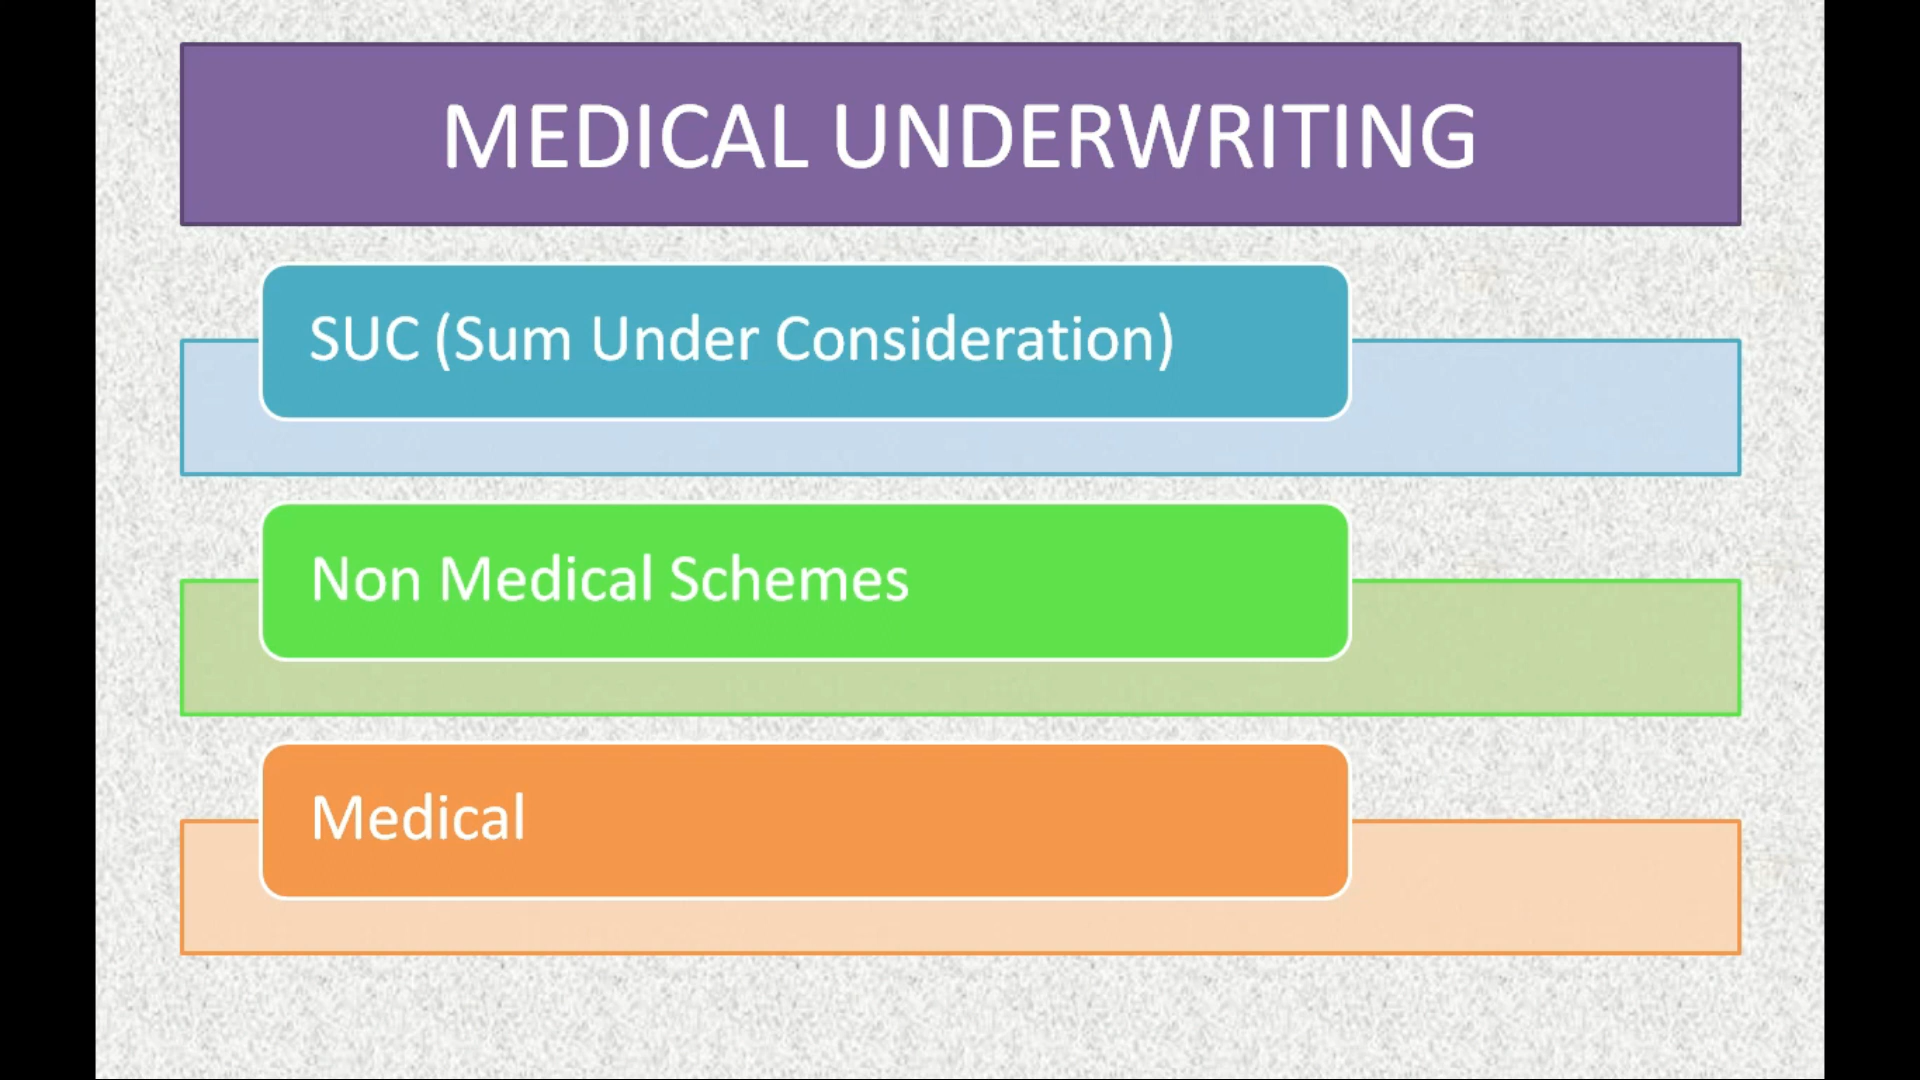 MEDICAL UNDERWRITING
SUC (Sum Under Consideration)
Non Medical Schemes
Medical